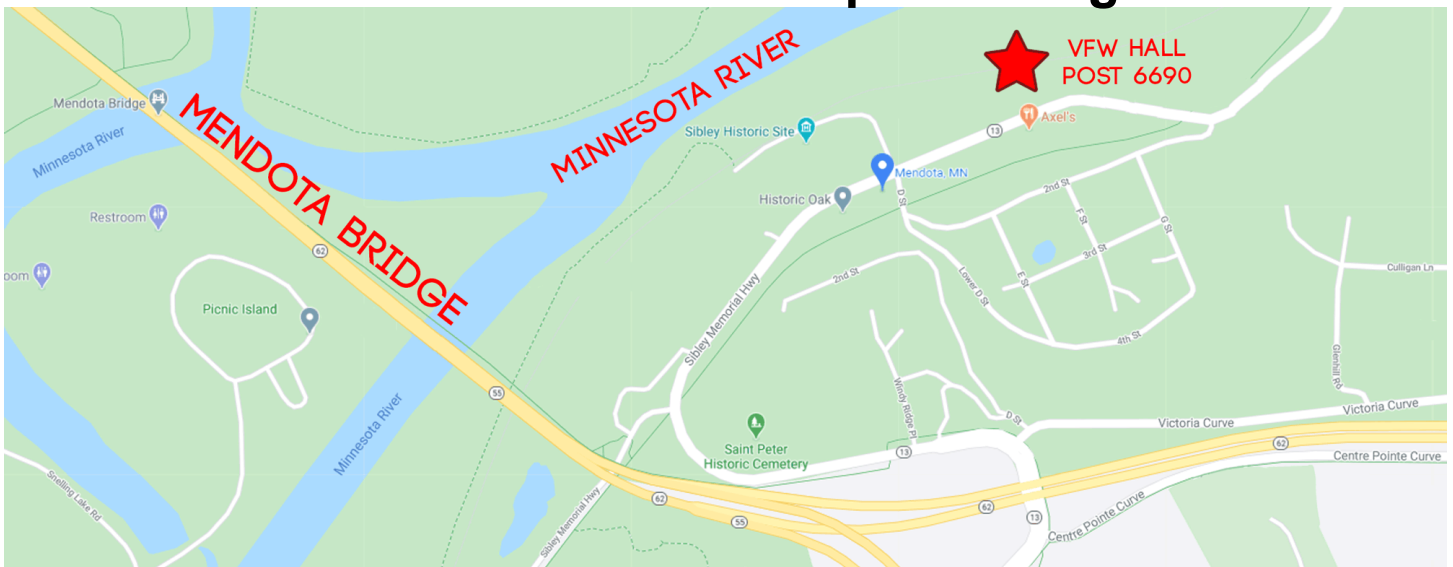 VFW HALL
POST 6690
MINNESOTA RIVER
MENDOTA BRIDGE
Mendota Bridge
Minnesota River
Sibley Historic Site
13
Axel's
Mendota, MN
Historic Oak
D St
2nd St
F St
G St
3rd St
E St
Restroom
oom
62
Picnic Island
2nd St
Lower D St
Culligan Ln
4th St
Sibley Memorial Hwy
Glenhill Rd
55
Windy Ridge Pl
Minnesota River
D St
Victoria Curve
Victoria Curve
Saint Peter
Historic Cemetery
13
62
Centre Pointe Curve
Snelling Lake Rd
Sibley Memorial Hwy
62
55
62
13
Centre Pointe Curve